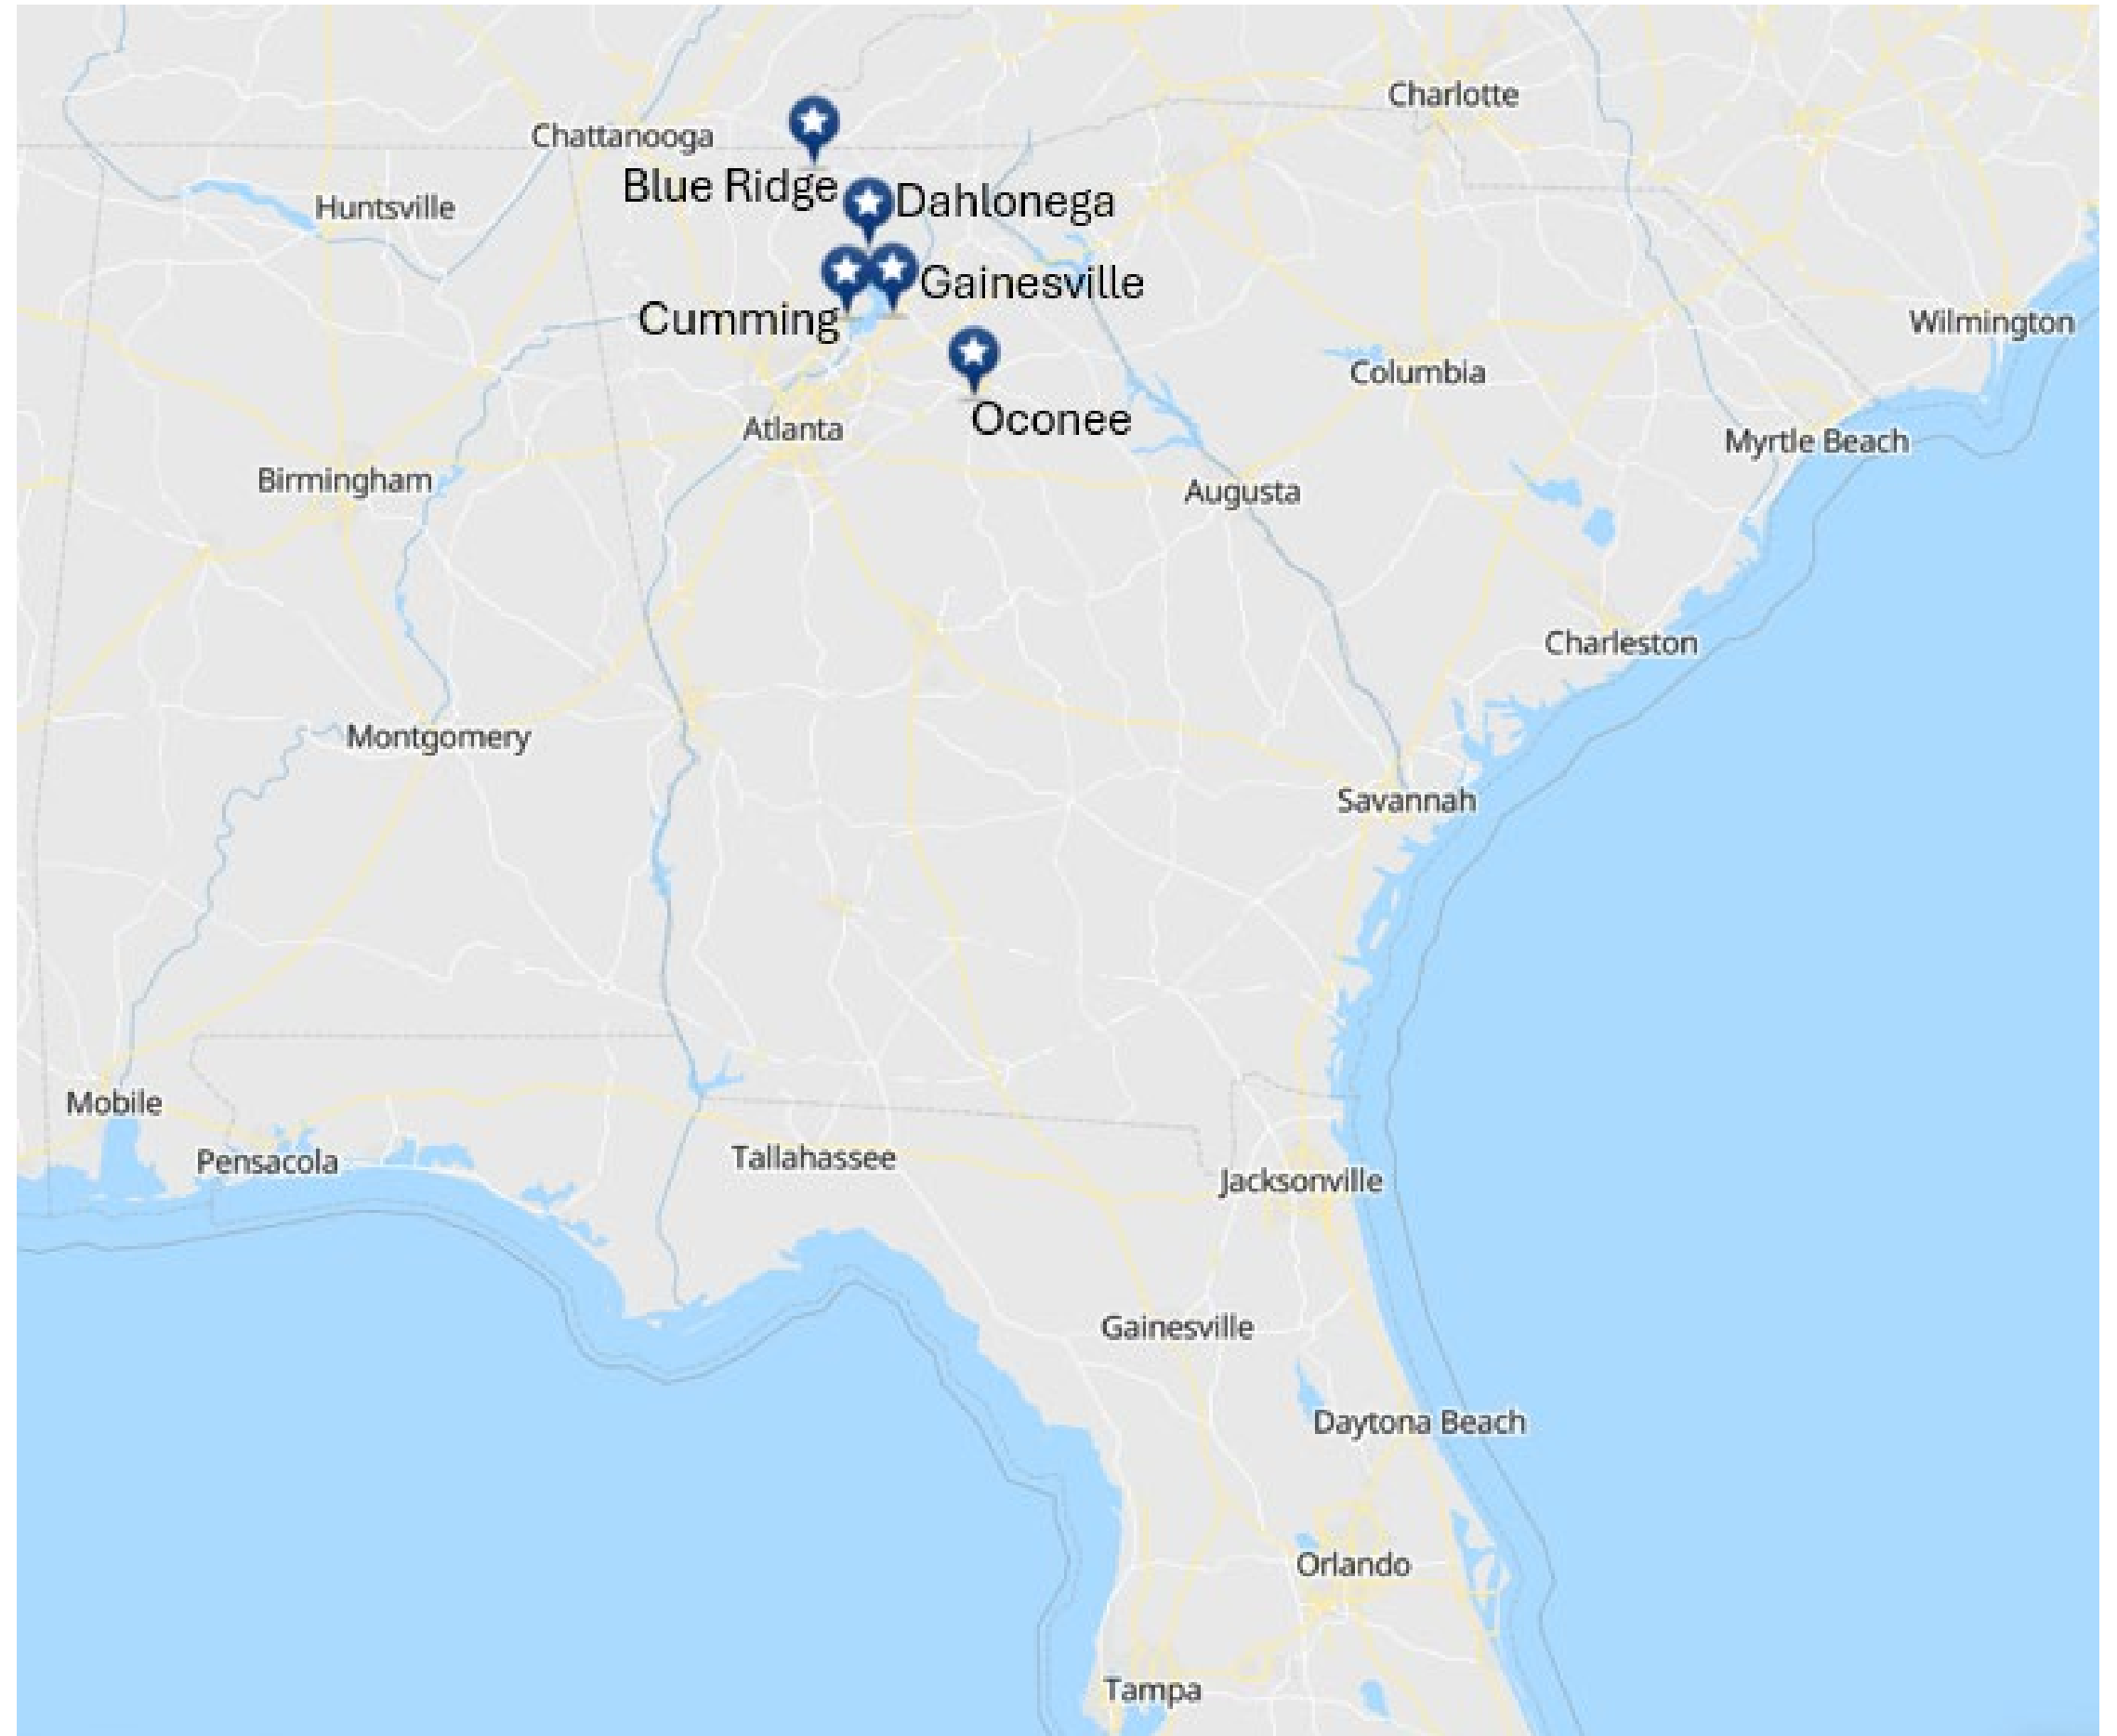 Charlotte
Chattanooga
Blue Ridge
Dahlonega
Huntsville
Gainesville
Cumming
Wilmington
Columbia
Oconee
Atlanta
Myrtle Beach
Birmingham
Augusta
Charleston
Montgomery
Savannah
Mobile
Pensacola
Tallahassee
Jacksonville
Gainesville
Daytona Beach
Orlando
Tampa